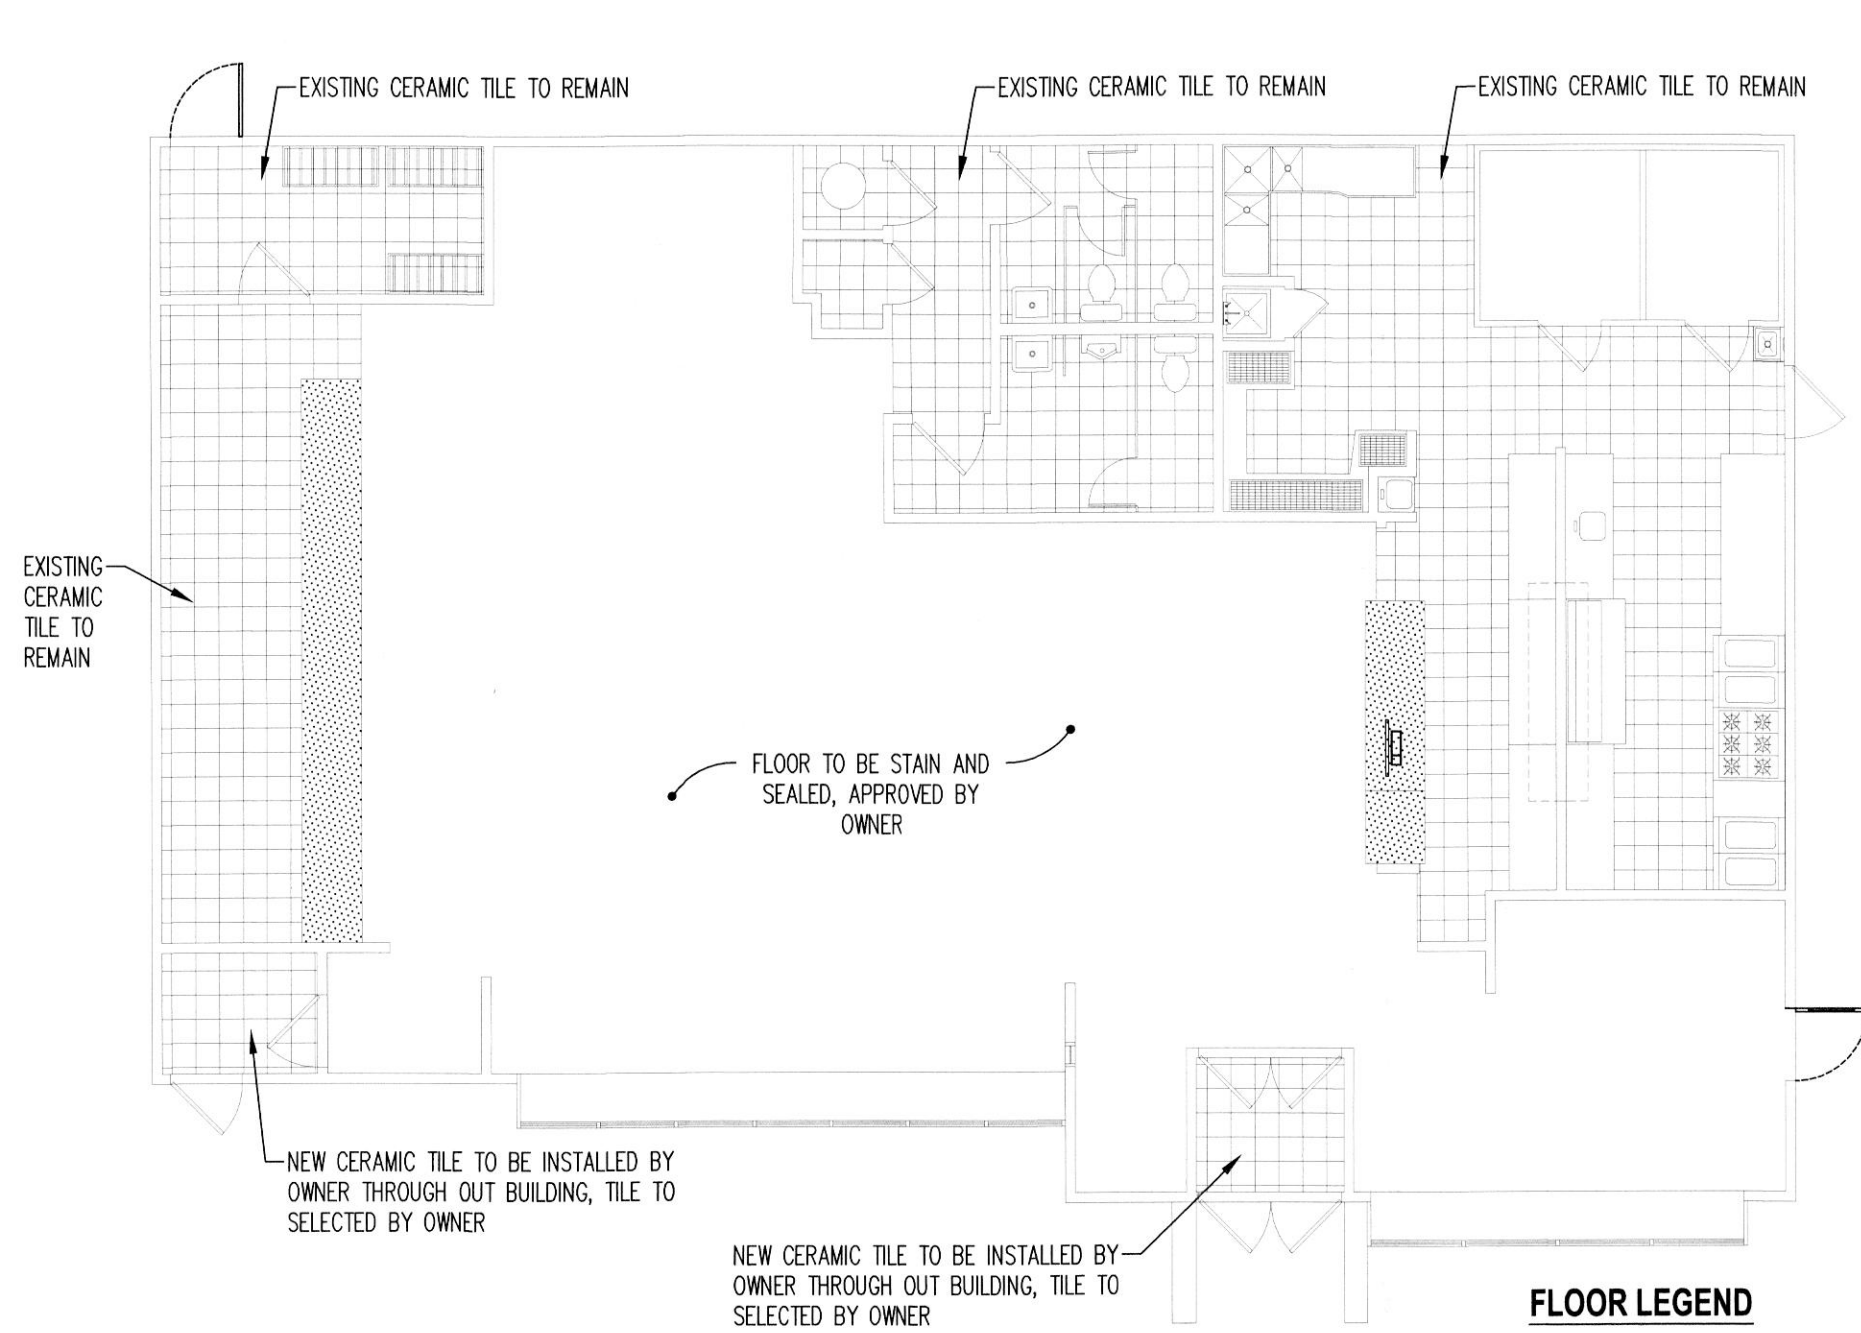 EXISTING CERAMIC TILE TO REMAIN
EXISTING CERAMIC TILE TO REMAIN
EXISTING CERAMIC TILE TO REMAIN
EXISTING
CERAMIC
TILE TO
REMAIN
FLOOR TO BE STAIN AND
SEALED, APPROVED BY
OWNER
NEW CERAMIC TILE TO BE INSTALLED BY
OWNER THROUGH OUT BUILDING, TILE TO
SELECTED BY OWNER
NEW CERAMIC TILE TO BE INSTALLED BY
OWNER THROUGH OUT BUILDING, TILE TO
SELECTED BY OWNER
FLOOR LEGEND